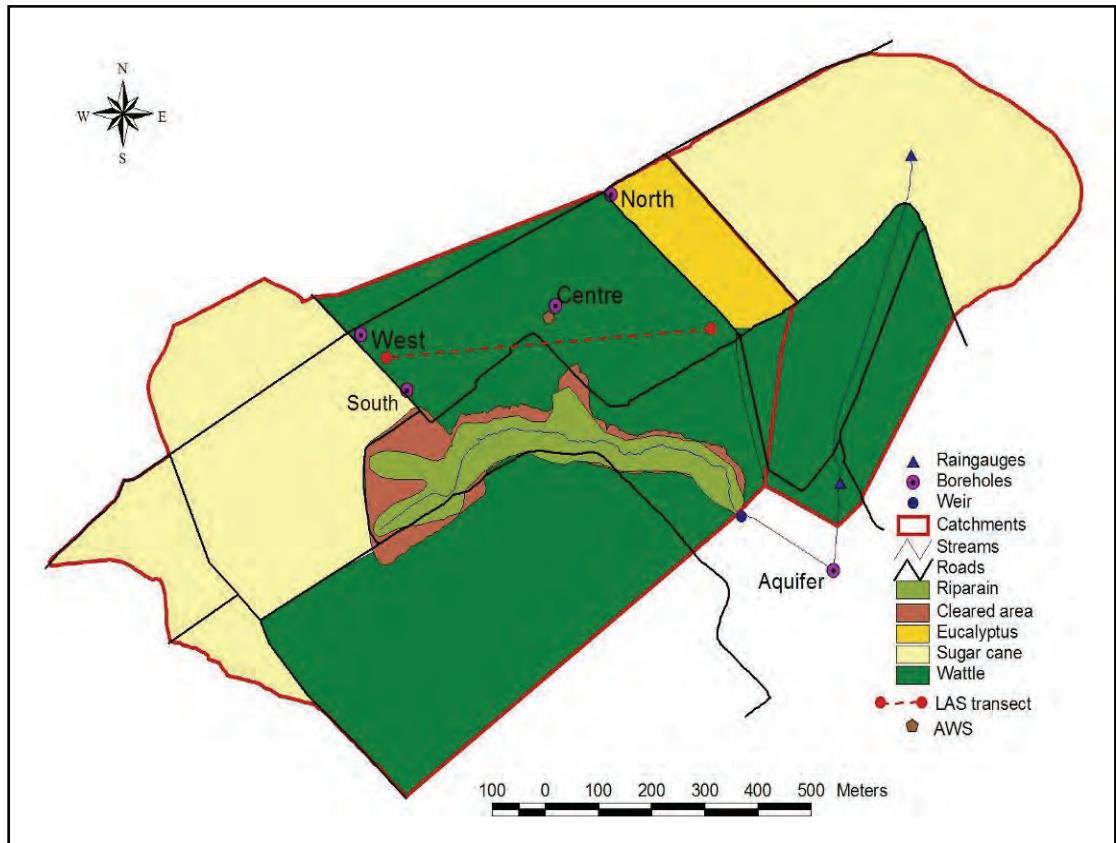 N
W E
S
North
Centre
West
South
Aquifer
Raingauges
Boreholes
Weir
Catchments
Streams
Roads
Riparain
Cleared area
Eucalyptus
Sugar cane
Wattle
LAS transect
AWS
100 0 100 200 300 400 500 Meters